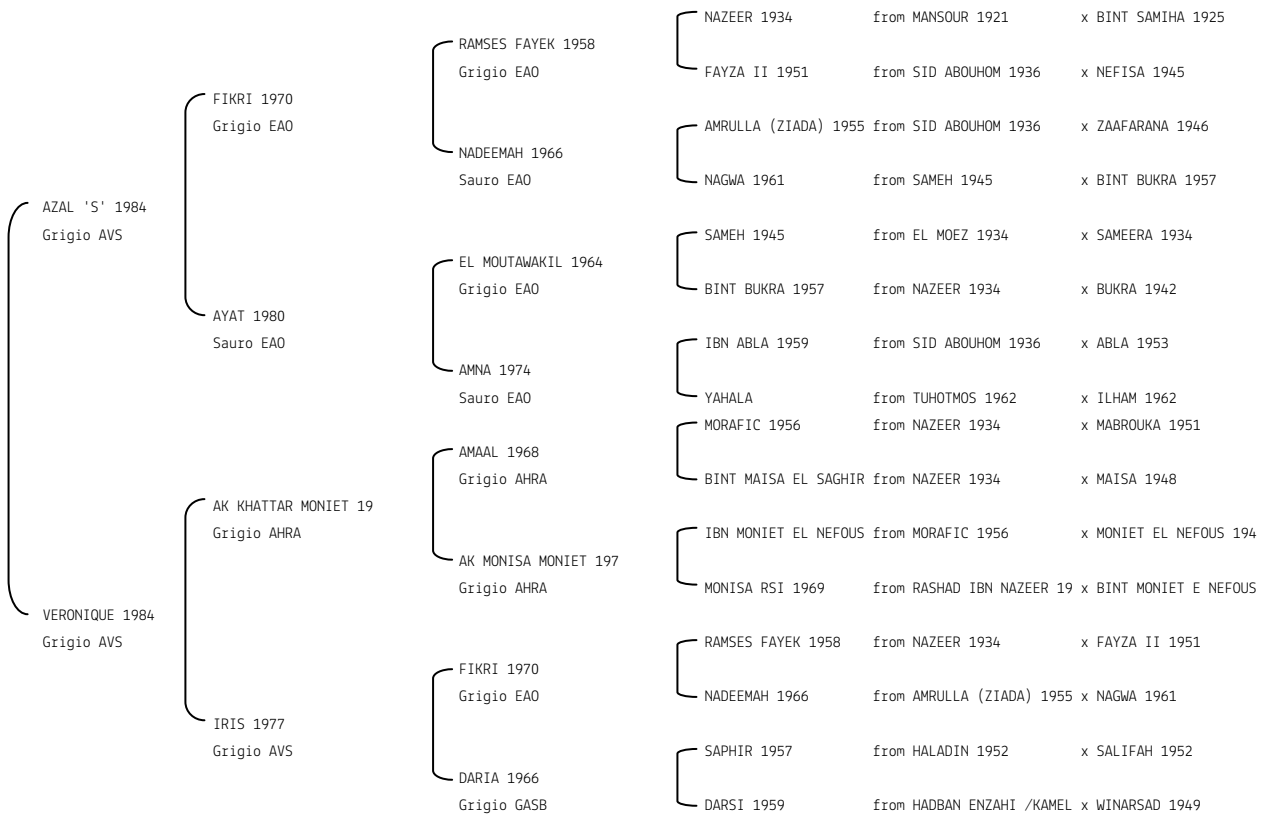 NAZEER 1934 from MANSOUR 1921 x BINT SAMIHA 1925
RAMSES FAYEK 1958
Grigio EAO
FAYZA II 1951 from SID ABOUHOM 1936 x NEFISA 1945
FIKRI 1970
Grigio EAO
AMRULLA (ZIADA) 1955 from SID ABOUHOM 1936 x ZAAFARANA 1946
NADEEMAH 1966
Sauro EAO
NAGWA 1961 from SAMEH 1945 x BINT BUKRA 1957
AZAL 'S' 1984
Grigio AVS
SAMEH 1945 from EL MOEZ 1934 x SAMEERA 1934
EL MOUTAWAKIL 1964
Grigio EAO
BINT BUKRA 1957 from NAZEER 1934 x BUKRA 1942
AYAT 1980
Sauro EAO
IBN ABLA 1959 from SID ABOUHOM 1936 x ABLA 1953
AMNA 1974
Sauro EAO
YAHALA from TUHOTMOS 1962 x ILHAM 1962
MORAFIC 1956 from NAZEER 1934 x MABROUKA 1951
AMAAL 1968
Grigio AHRA
BINT MAISA EL SAGHIR from NAZEER 1934 x MAISA 1948
AK KHATTAR MONIET 19
Grigio AHRA
IBN MONIET EL NEFOUS from MORAFIC 1956 x MONIET EL NEFOUS 194
AK MONISA MONIET 197
Grigio AHRA
MONISA RSI 1969 from RASHAD IBN NAZEER 19 x BINT MONIET E NEFOUS
VERONIQUE 1984
Grigio AVS
RAMSES FAYEK 1958 from NAZEER 1934 x FAYZA II 1951
FIKRI 1970
Grigio EAO
NADEEMAH 1966 from AMRULLA (ZIADA) 1955 x NAGWA 1961
IRIS 1977
Grigio AVS
SAPHIR 1957 from HALADIN 1952 x SALIFAH 1952
DARIA 1966
Grigio GASB
DARSI 1959 from HADBAN ENZAHI /KAMEL x WINARSAD 1949